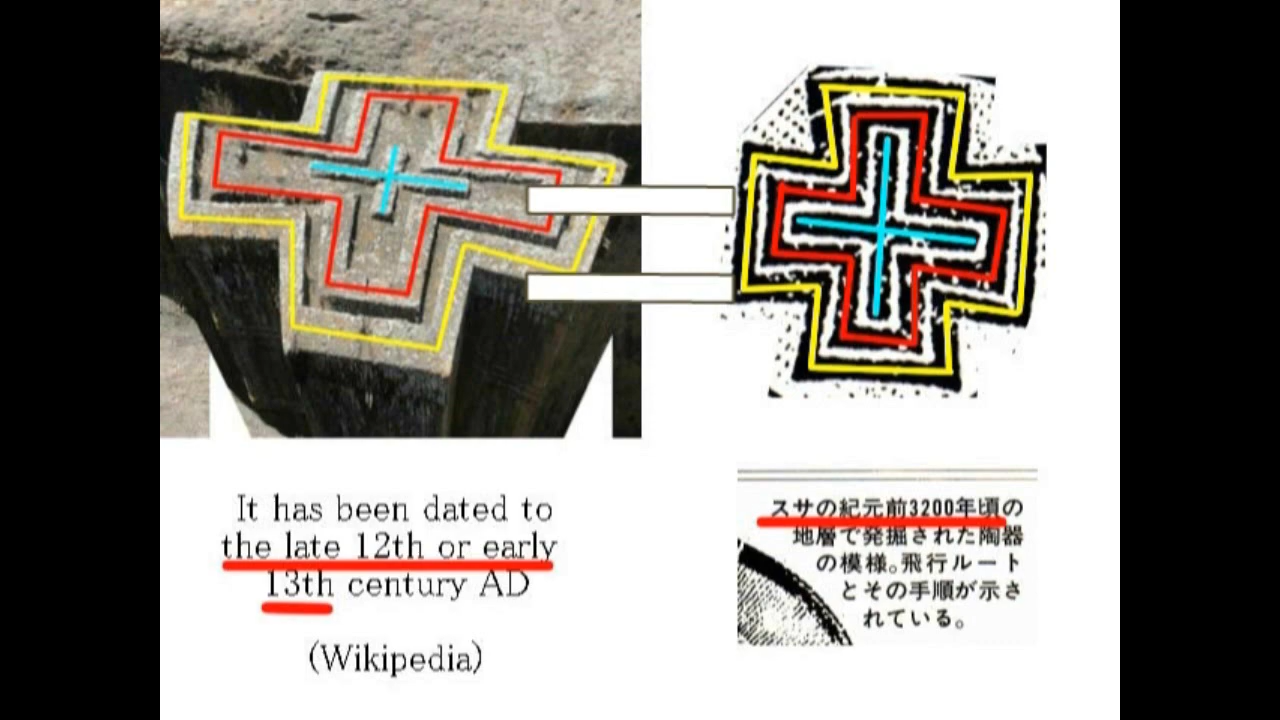 It has been dated to
the late 12th or early
13th century AD
(Wikipedia)
スサの紀元前3200年頃の
地層で発掘された陶器
の模様。飛行ルート
とその手順が示さ
れている。